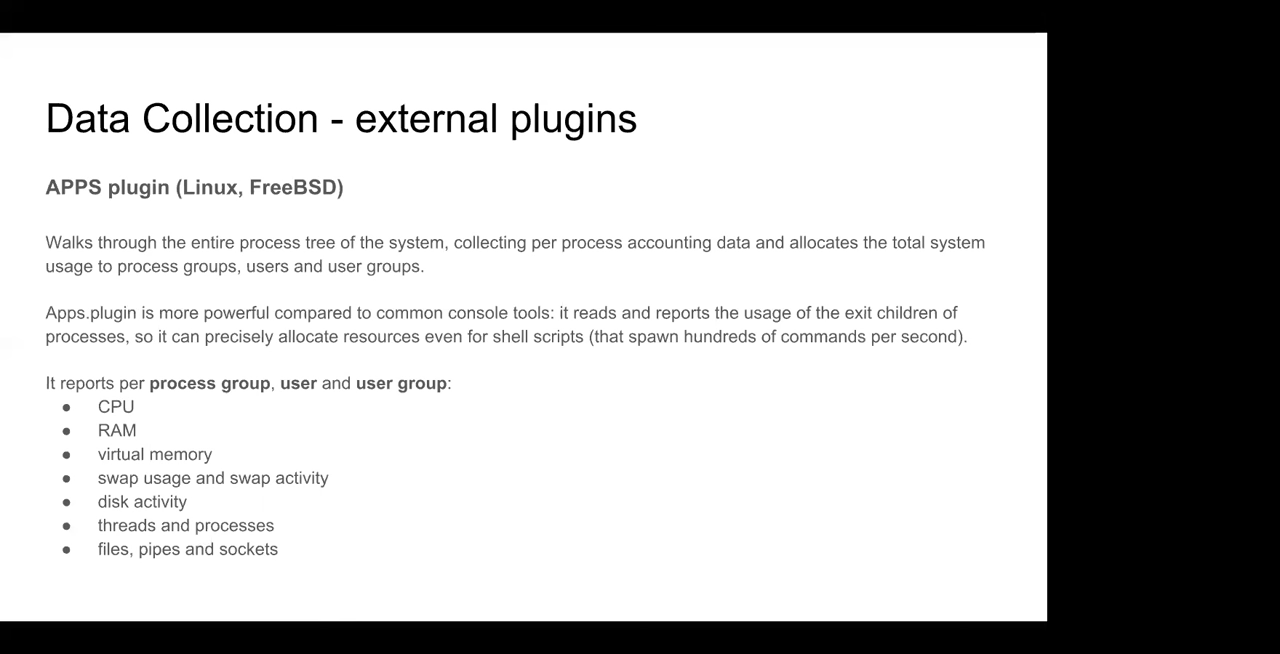 Data Collection - external plugins
APPS plugin (Linux, FreeBSD)
Walks through the entire process tree of the system, collecting per process accounting data and allocates the total system
usage to process groups, users and user groups.
Apps.plugin is more powerful compared to common console tools: it reads and reports the usage of the exit children of
processes, so it can precisely allocate resources even for shell scripts (that spawn hundreds of commands per second).
It reports per process group, user and user group:
● CPU
● RAM
● virtual memory
● swap usage and swap activity
● disk activity
● threads and processes
● files, pipes and sockets